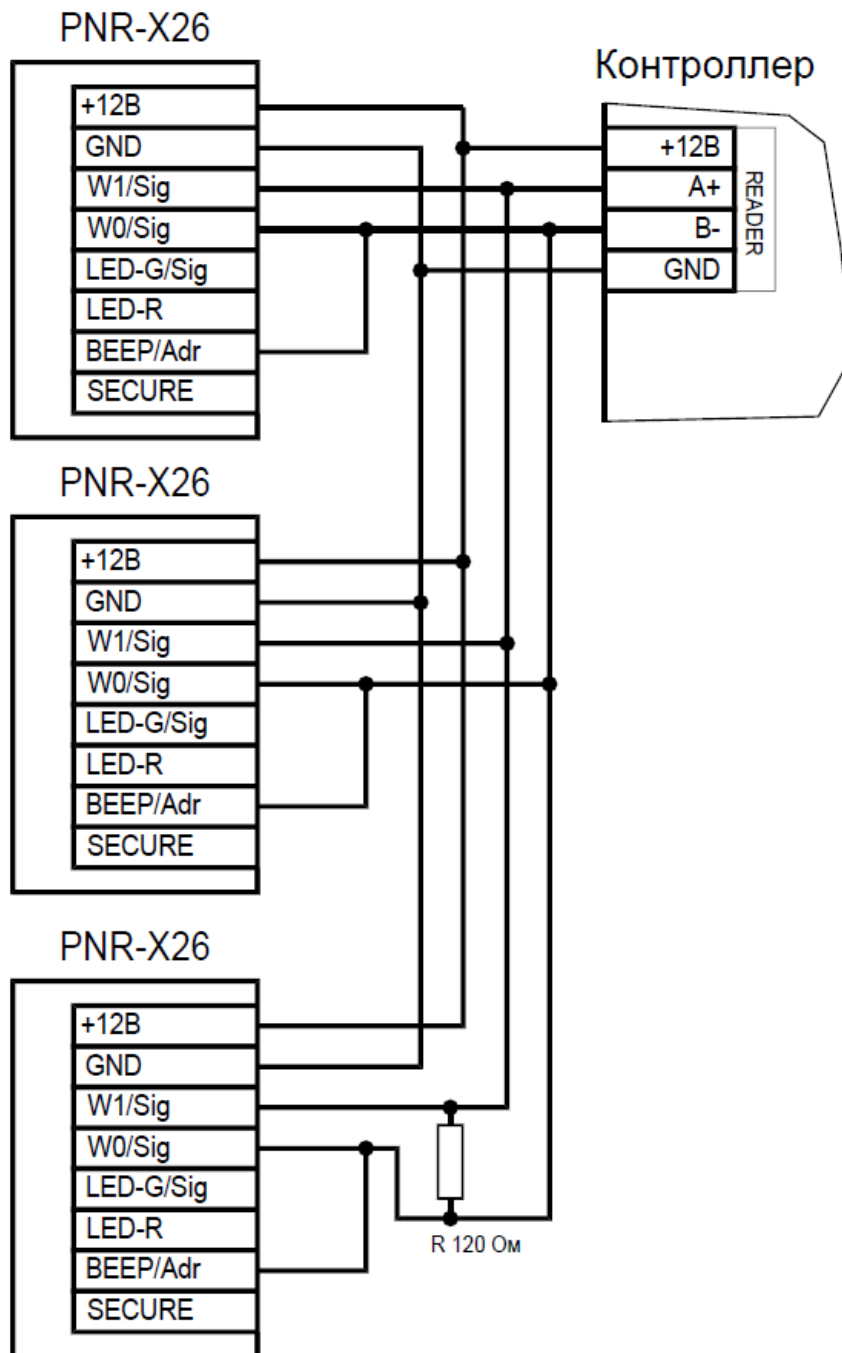 PNR-X26
+12В
GND
W1/Sig
W0/Sig
LED-G/Sig
LED-R
BEEP/Adr
SECURE
Контроллер
+12В
A+
B-
GND
READER
PNR-X26
+12В
GND
W1/Sig
W0/Sig
LED-G/Sig
LED-R
BEEP/Adr
SECURE
PNR-X26
+12В
GND
W1/Sig
W0/Sig
LED-G/Sig
LED-R
BEEP/Adr
SECURE
R 120 Ом